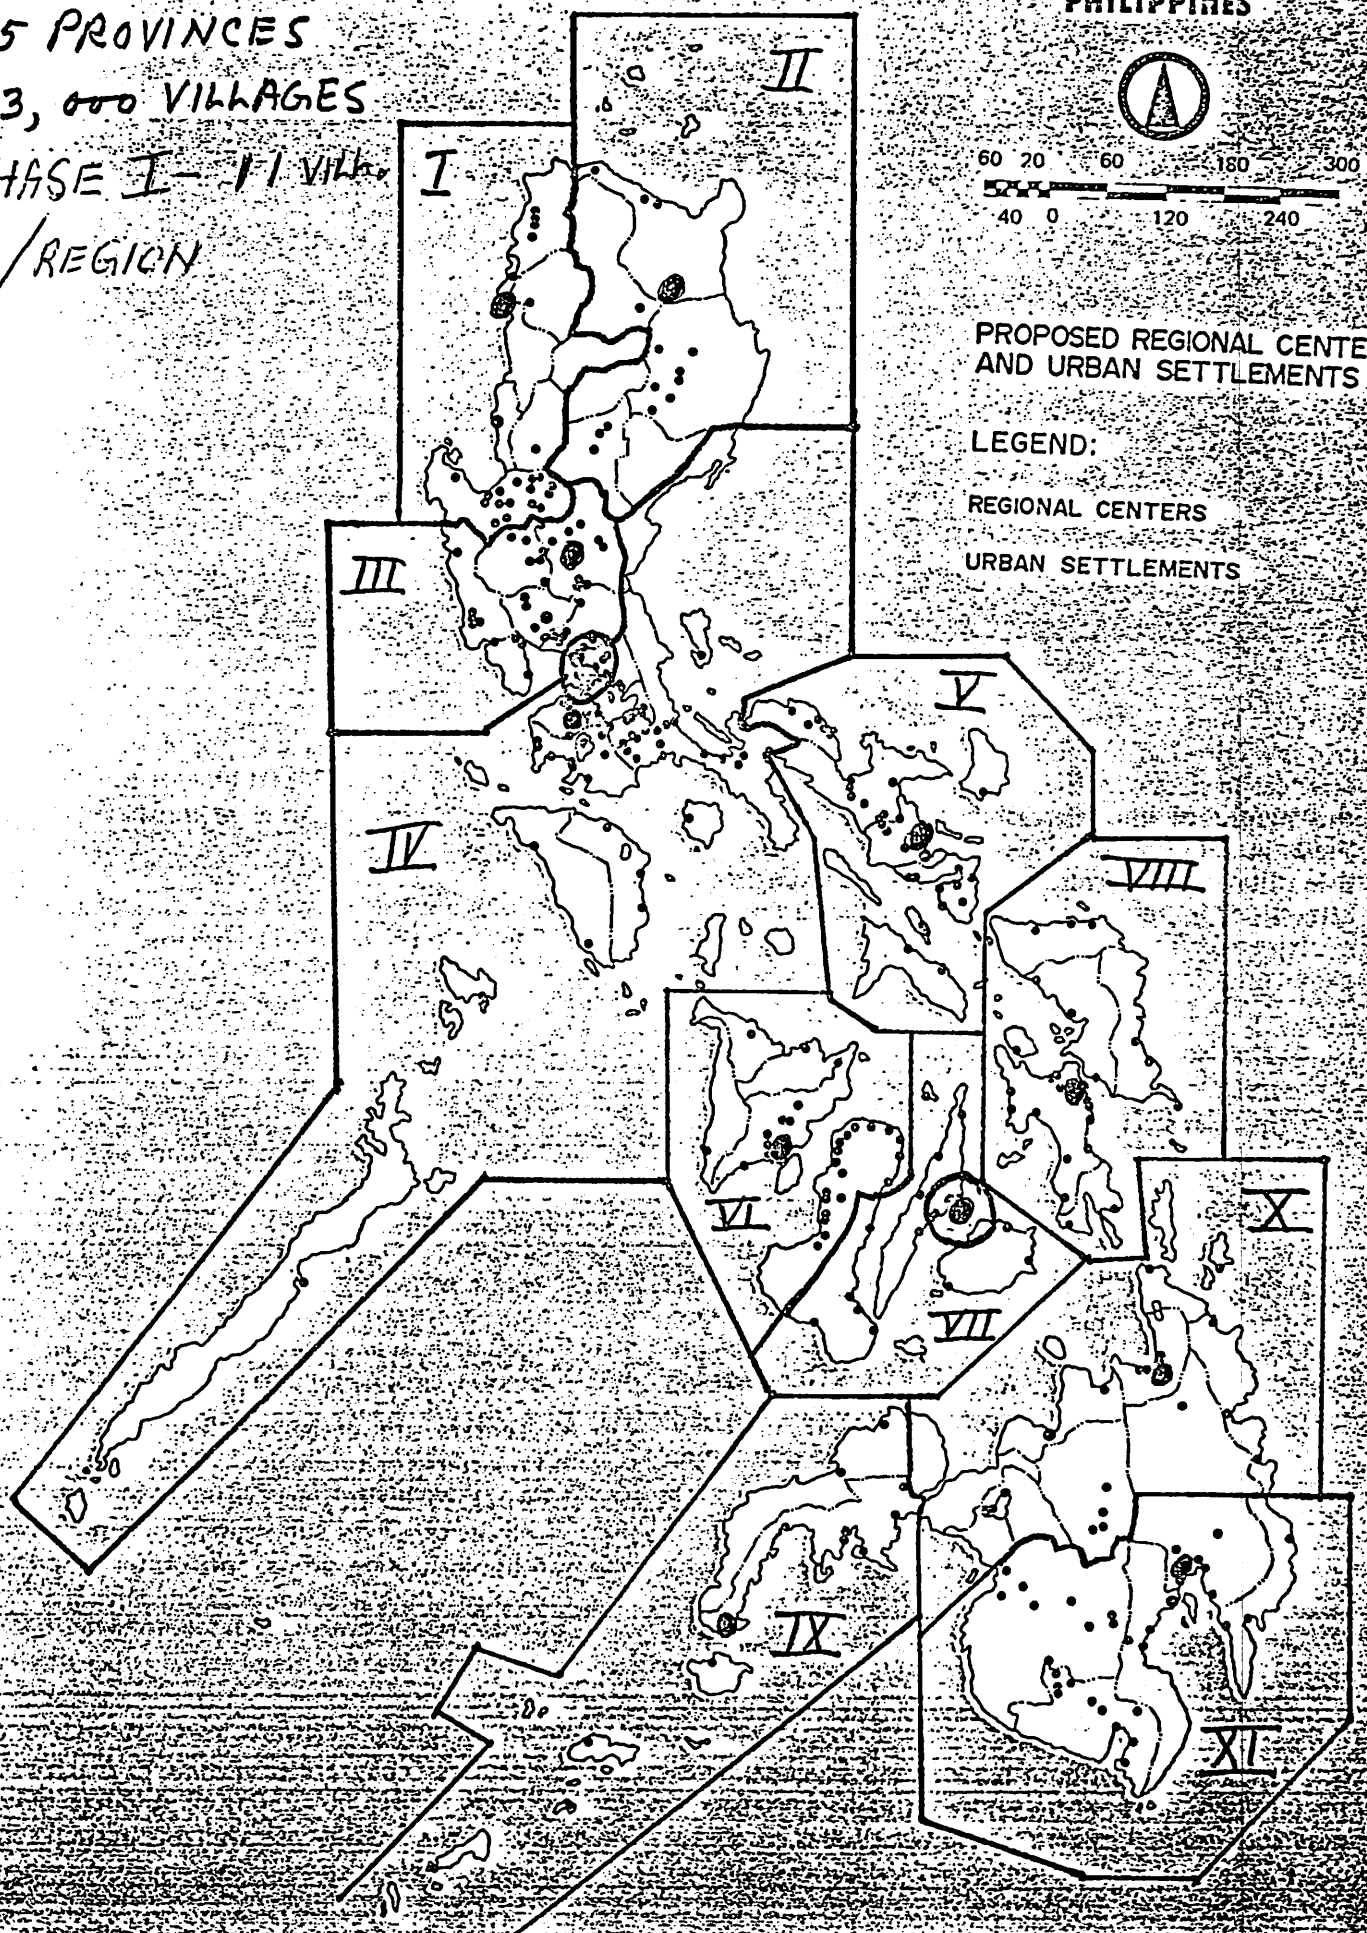 5 PROVINCES
3,000 VILLAGES
HASE I - 11 VILL.
/REGION
PHILIPPINES
60 20 60 180 300
40 0 120 240
PROPOSED REGIONAL CENTE
AND URBAN SETTLEMENTS
LEGEND:
REGIONAL CENTERS
URBAN SETTLEMENTS
II
I
III
V
IV
VIII
VI
X
VII
IX
XI